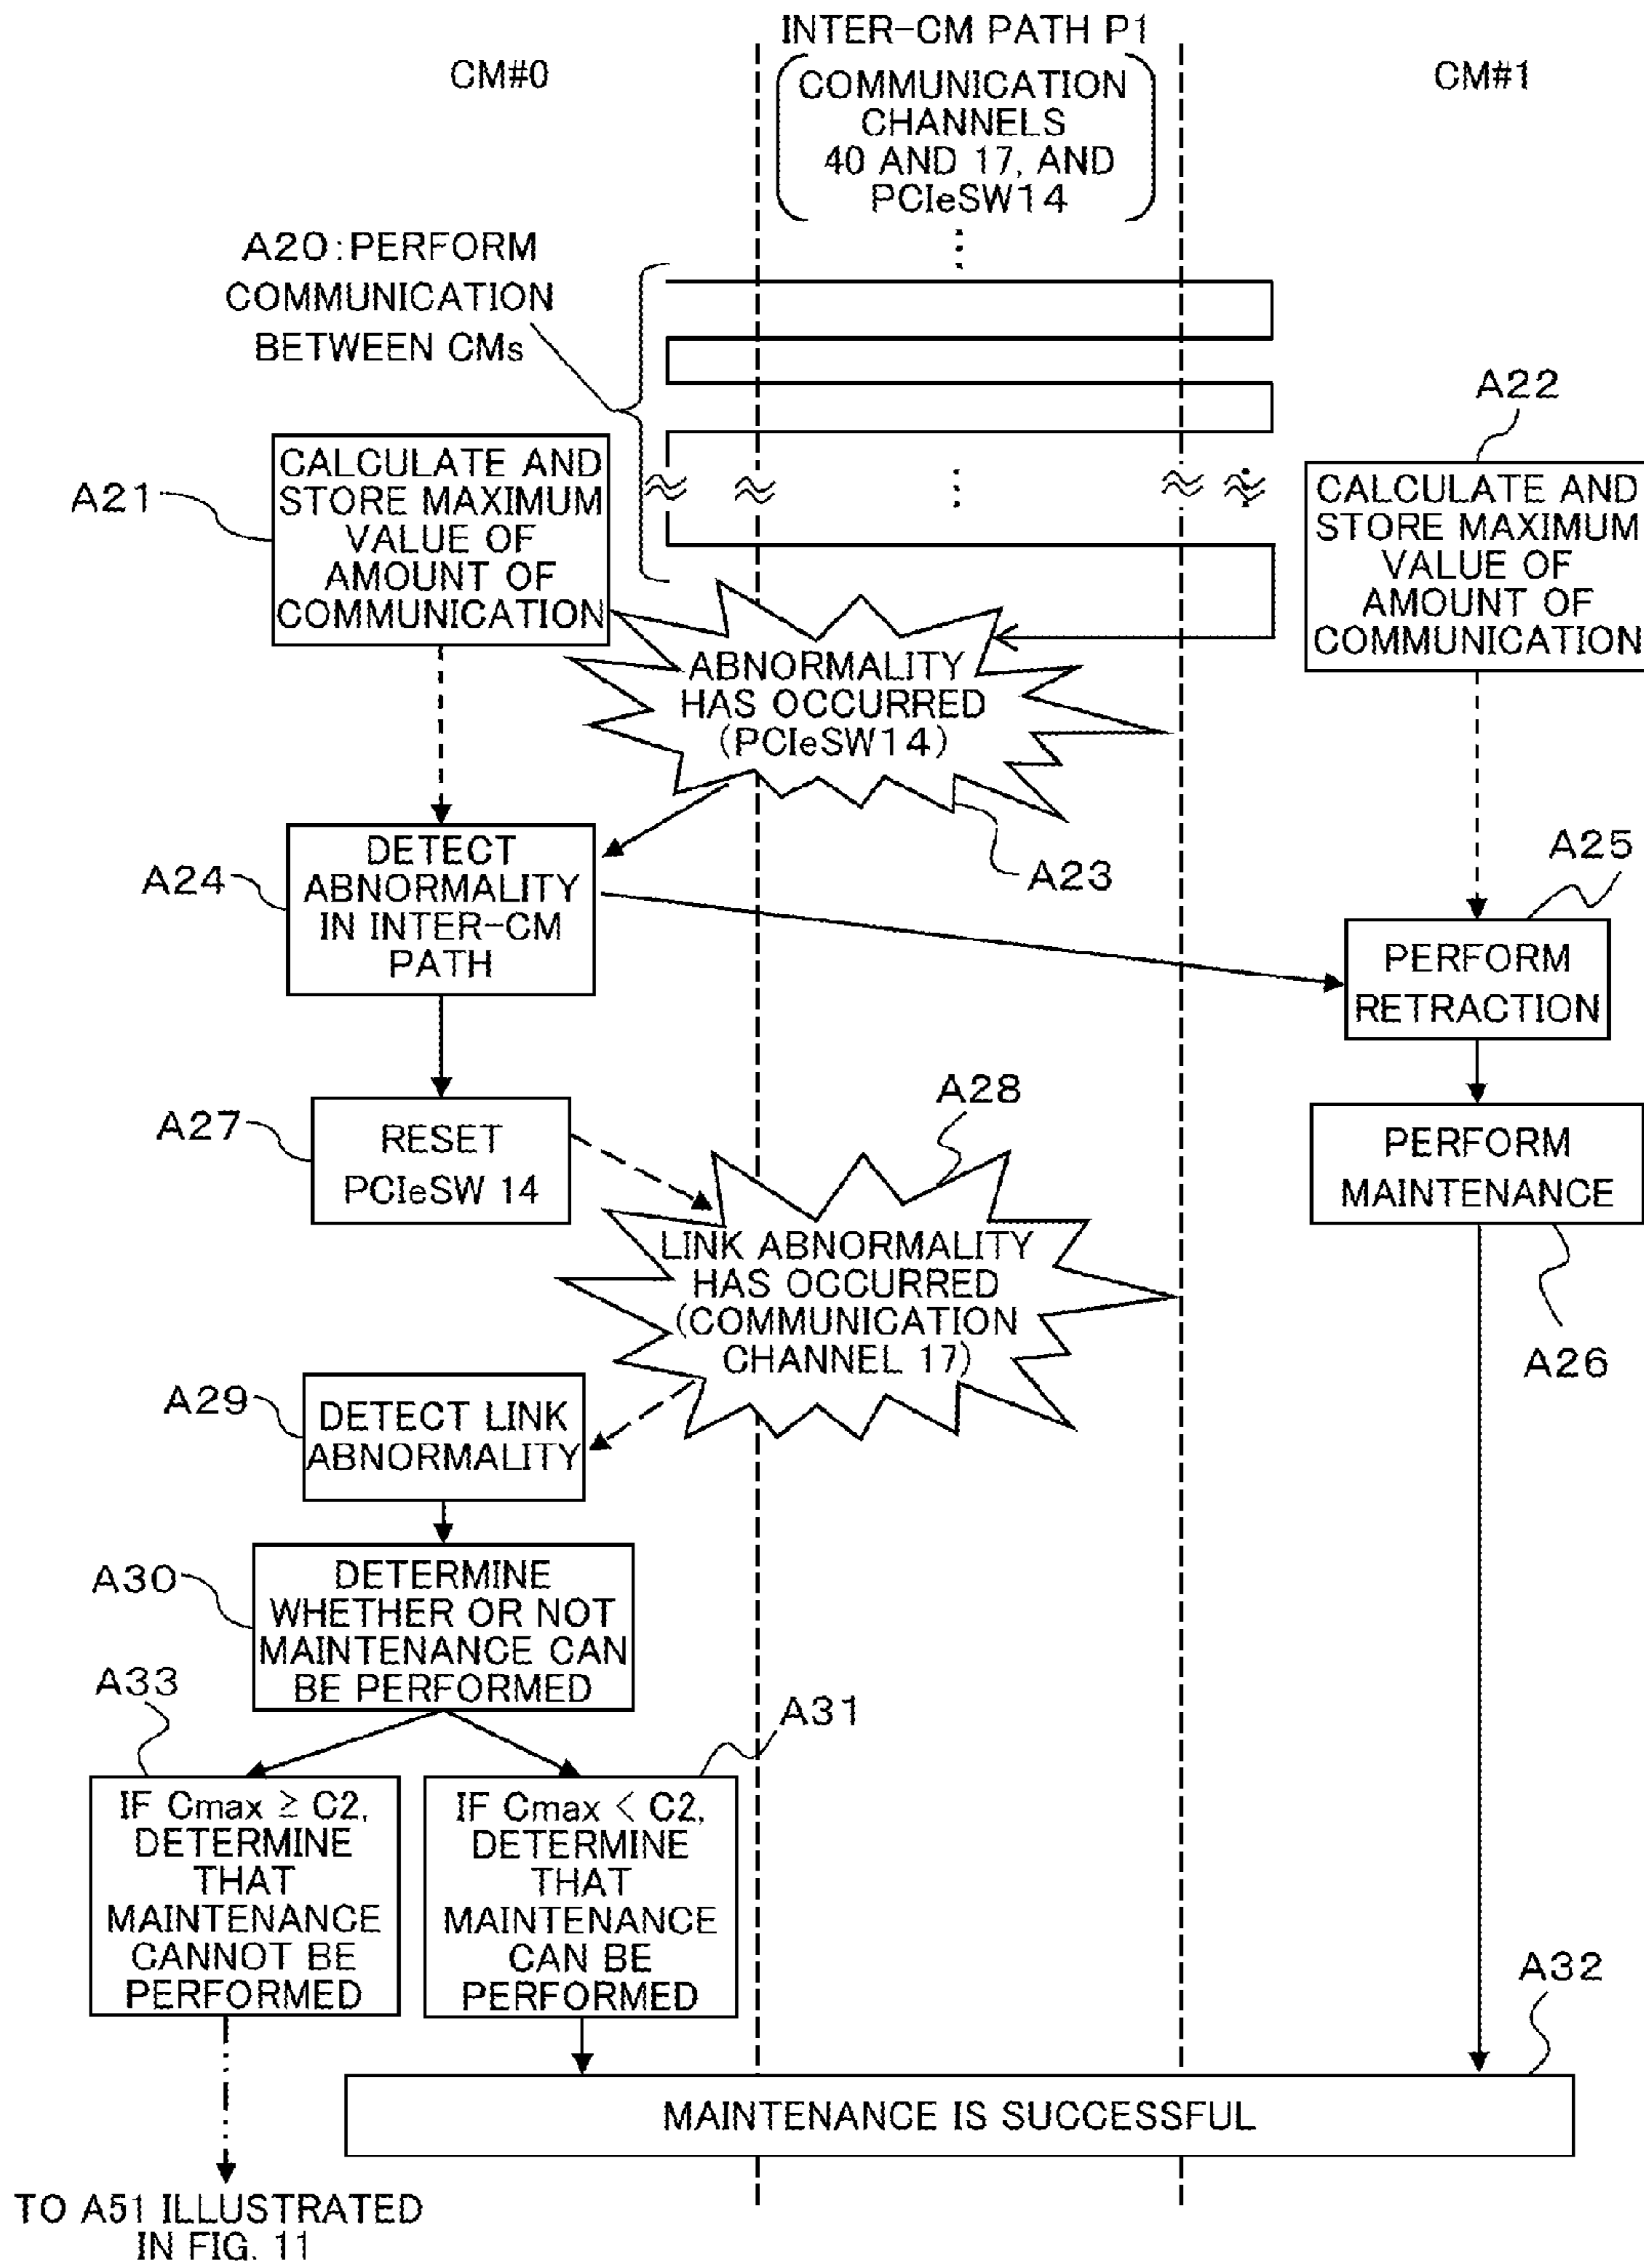 INTER-CM PATH P1
CM#0
COMMUNICATION
CHANNELS
40 AND 17, AND
PCIeSW14
CM#1
A20:PERFORM
COMMUNICATION
BETWEEN CMs
A22
A21
CALCULATE AND
STORE MAXIMUM
VALUE OF
AMOUNT OF
COMMUNICATION
CALCULATE AND
STORE MAXIMUM
VALUE OF
AMOUNT OF
COMMUNICATION
ABNORMALITY
HAS OCCURRED
(PCIeSW14)
A23
A24
DETECT
ABNORMALITY
IN INTER-CM
PATH
A25
PERFORM
RETRACTION
A27
RESET
PCIeSW 14
A28
PERFORM
MAINTENANCE
A26
LINK ABNORMALITY
HAS OCCURRED
(COMMUNICATION
CHANNEL 17)
A29
DETECT LINK
ABNORMALITY
A30
DETERMINE
WHETHER OR NOT
MAINTENANCE CAN
BE PERFORMED
A33
A31
IF Cmax ≥ C2,
DETERMINE
THAT
MAINTENANCE
CANNOT BE
PERFORMED
IF Cmax < C2,
DETERMINE
THAT
MAINTENANCE
CAN BE
PERFORMED
A32
MAINTENANCE IS SUCCESSFUL
TO A51 ILLUSTRATED
IN FIG. 11